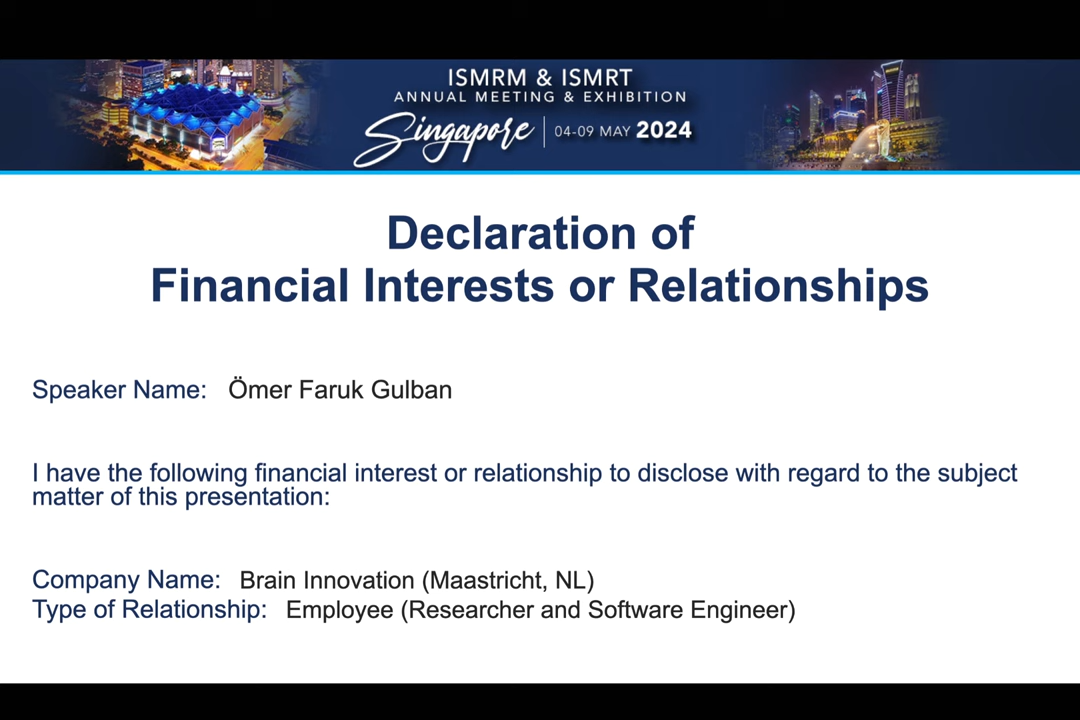 ISMRM & ISMRT
ANNUAL MEETING & EXHIBITION
Singapore | 04-09 MAY 2024
Declaration of
Financial Interests or Relationships
Speaker Name: Ömer Faruk Gulban
I have the following financial interest or relationship to disclose with regard to the subject
matter of this presentation:
Company Name: Brain Innovation (Maastricht, NL)
Type of Relationship: Employee (Researcher and Software Engineer)